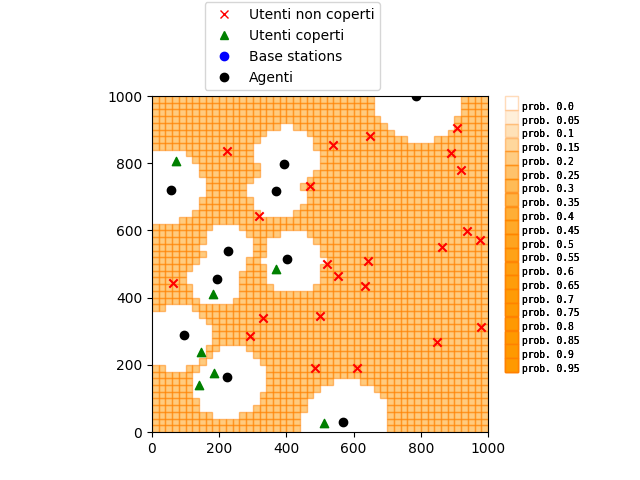 Utenti non coperti
Utenti coperti
Base stations
Agenti
1000
800
600
400
200
0
0 200 400 600 800 1000
prob. 0.0
prob. 0.05
prob. 0.1
prob. 0.15
prob. 0.2
prob. 0.25
prob. 0.3
prob. 0.35
prob. 0.4
prob. 0.45
prob. 0.5
prob. 0.55
prob. 0.6
prob. 0.65
prob. 0.7
prob. 0.75
prob. 0.8
prob. 0.85
prob. 0.9
prob. 0.95